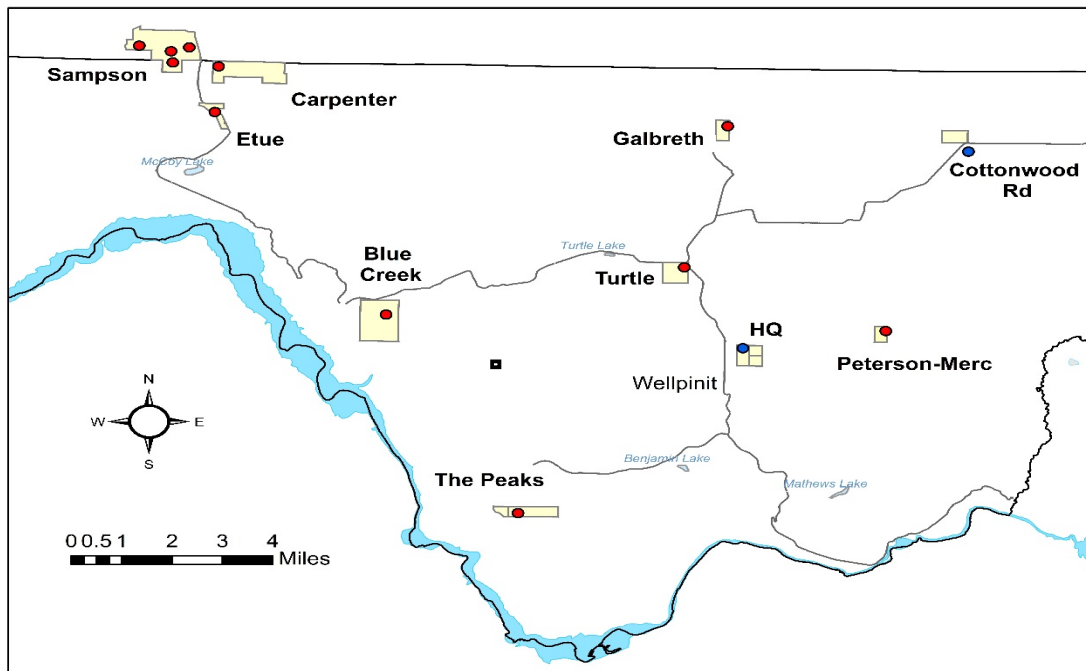 Sampson
Carpenter
Etue
Galbreth
McCoy Lake
Cottonwood
Rd
Blue
Creek
Turtle Lake
Turtle
HQ
Peterson-Merc
Wellpinit
N
W
E
S
Benjamin Lake
The Peaks
Mathews Lake
0 0.5 1 2 3 4
Miles